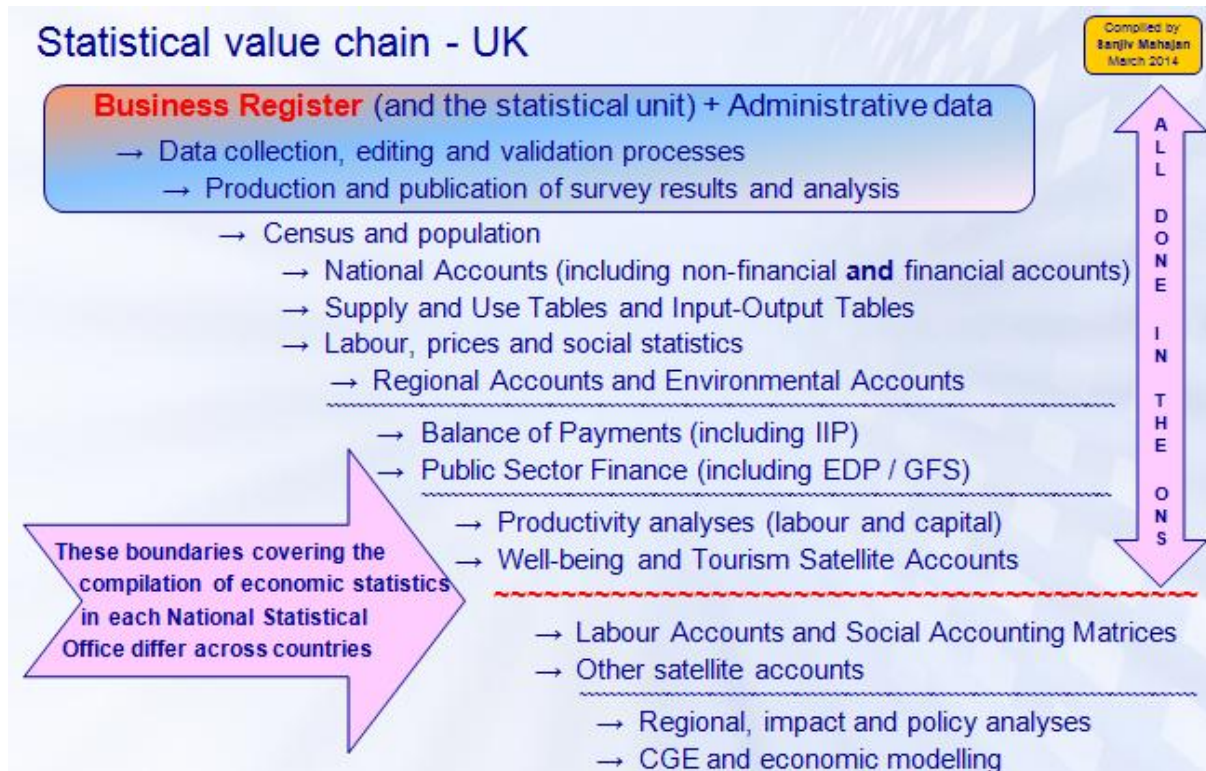 Statistical value chain - UK
Compiled by
Sanjiv Mahajan
March 2014
Business Register (and the statistical unit) + Administrative data
→ Data collection, editing and validation processes
→ Production and publication of survey results and analysis
→ Census and population
→ National Accounts (including non-financial and financial accounts)
→ Supply and Use Tables and Input-Output Tables
→ Labour, prices and social statistics
→ Regional Accounts and Environmental Accounts
→ Balance of Payments (including IIP)
→ Public Sector Finance (including EDP / GFS)
→ Productivity analyses (labour and capital)
→ Well-being and Tourism Satellite Accounts
→ Labour Accounts and Social Accounting Matrices
→ Other satellite accounts
→ Regional, impact and policy analyses
→ CGE and economic modelling
These boundaries covering the
compilation of economic statistics
in each National Statistical
Office differ across countries
ALL DONE IN THE ONS